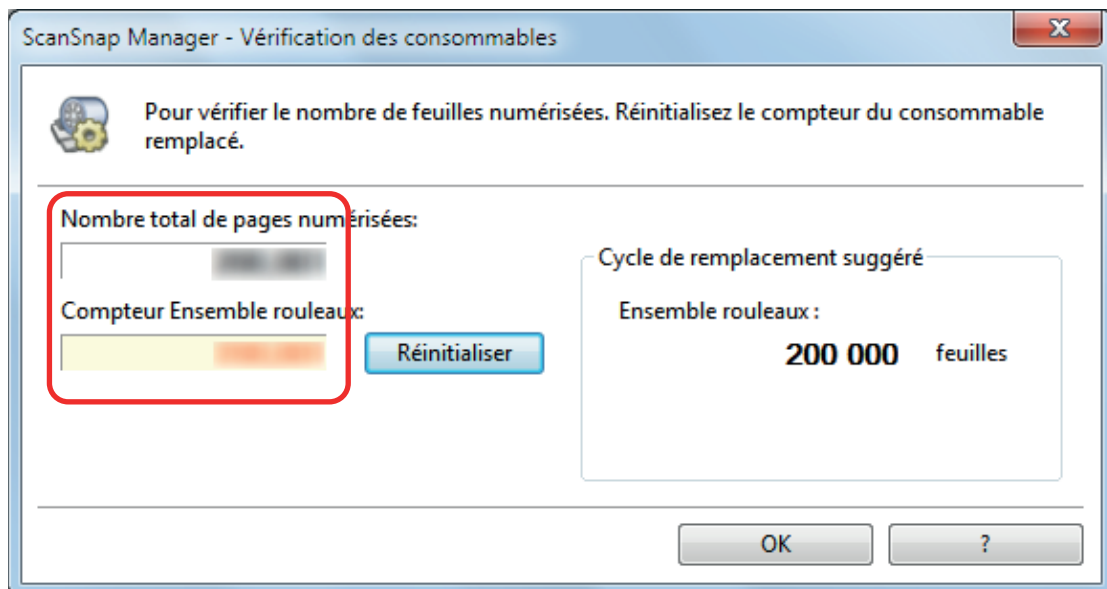 ScanSnap Manager - Vérification des consommables
Pour vérifier le nombre de feuilles numérisées. Réinitialisez le compteur du consommable
remplacé.
Nombre total de pages numérisées:
Compteur Ensemble rouleaux:
Réinitialiser
Cycle de remplacement suggéré
Ensemble rouleaux :
200 000 feuilles
OK
?